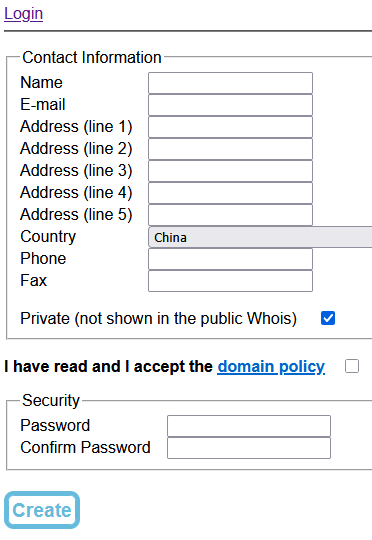 Login
Contact Information
Name
E-mail
Address (line 1)
Address (line 2)
Address (line 3)
Address (line 4)
Address (line 5)
Country China
Phone
Fax
Private (not shown in the public Whois)
I have read and I accept the domain policy
Security
Password
Confirm Password
Create